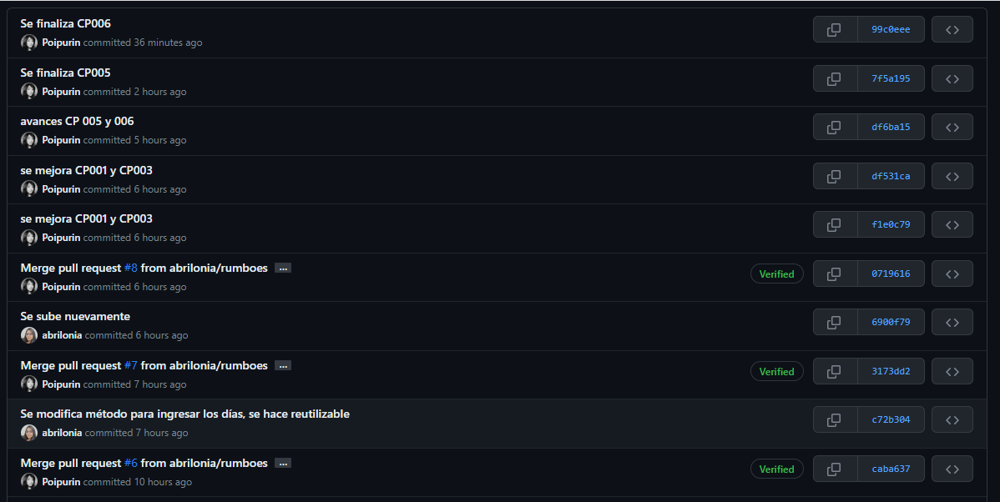 Se finaliza CP006
Poipurin committed 36 minutes ago
99c0eee
Se finaliza CP005
Poipurin committed 2 hours ago
7f5a195
avances CP 005 y 006
Poipurin committed 5 hours ago
df6ba15
se mejora CP001 y CP003
Poipurin committed 6 hours ago
df531ca
se mejora CP001 y CP003
Poipurin committed 6 hours ago
f1e0c79
Merge pull request #8 from abrilonia/rumboes ...
Poipurin committed 6 hours ago
Verified 0719616
Se sube nuevamente
abrilonia committed 6 hours ago
6900f79
Merge pull request #7 from abrilonia/rumboes ...
Poipurin committed 7 hours ago
Verified 3173dd2
Se modifica método para ingresar los días, se hace reutilizable
abrilonia committed 7 hours ago
c72b304
Merge pull request #6 from abrilonia/rumboes ...
Poipurin committed 10 hours ago
Verified caba637